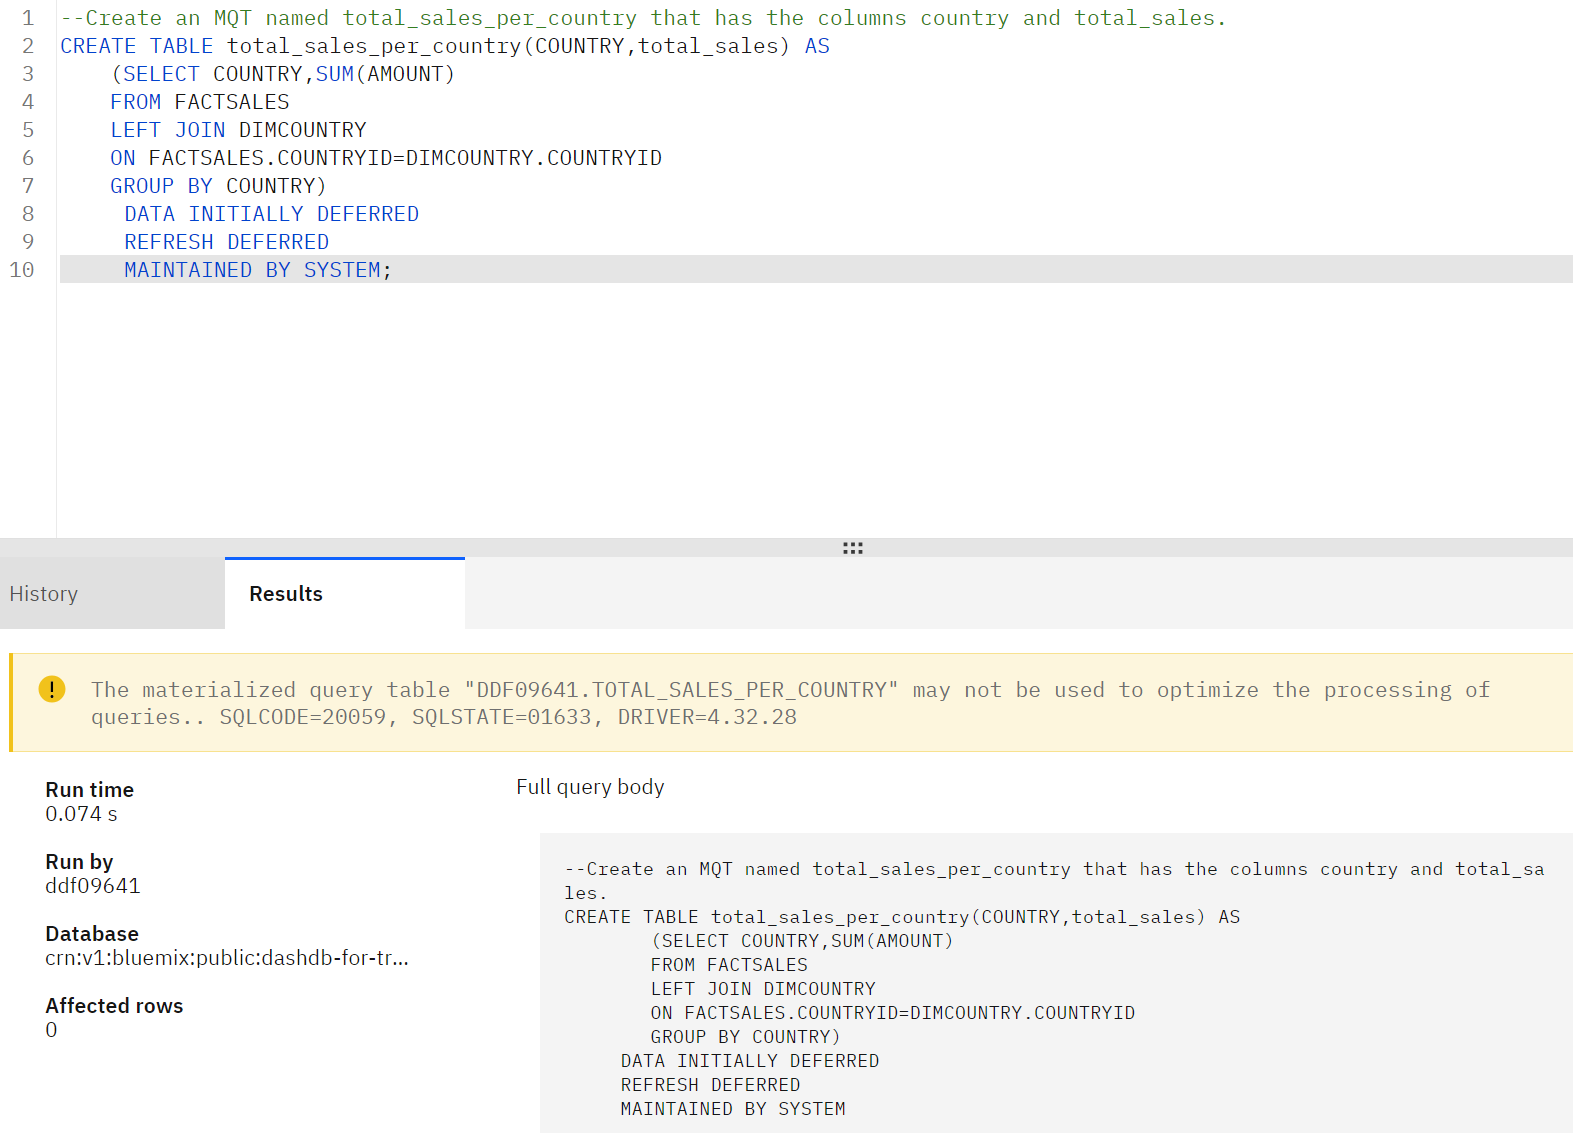 1 --Create an MQT named total_sales_per_country that has the columns country and total_sales.
2 CREATE TABLE total_sales_per_country(COUNTRY,total_sales) AS
3 (SELECT COUNTRY,SUM(AMOUNT)
4 FROM FACTSALES
5 LEFT JOIN DIMCOUNTRY
6 ON FACTSALES.COUNTRYID=DIMCOUNTRY.COUNTRYID
7 GROUP BY COUNTRY)
8 DATA INITIALLY DEFERRED
9 REFRESH DEFERRED
10 MAINTAINED BY SYSTEM;
History
Results
The materialized query table "DDF09641.TOTAL_SALES_PER_COUNTRY" may not be used to optimize the processing of
queries.. SQLCODE=20059, SQLSTATE=01633, DRIVER=4.32.28
Run time
0.074 s
Run by
ddf09641
Database
crn:v1:bluemix:public:dashdb-for-tr...
Affected rows
0
Full query body
--Create an MQT named total_sales_per_country that has the columns country and total_sa
les.
CREATE TABLE total_sales_per_country(COUNTRY,total_sales) AS
(SELECT COUNTRY,SUM(AMOUNT)
FROM FACTSALES
LEFT JOIN DIMCOUNTRY
ON FACTSALES.COUNTRYID=DIMCOUNTRY.COUNTRYID
GROUP BY COUNTRY)
DATA INITIALLY DEFERRED
REFRESH DEFERRED
MAINTAINED BY SYSTEM